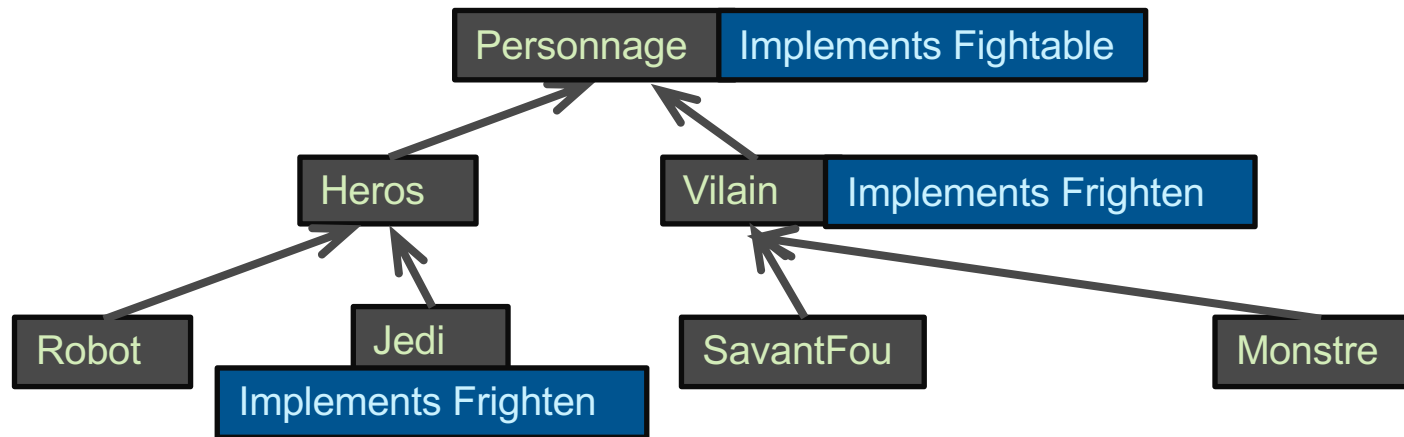 Personnage
Implements Fightable
Heros
Vilain
Implements Frighten
Robot
Jedi
SavantFou
Monstre
Implements Frighten